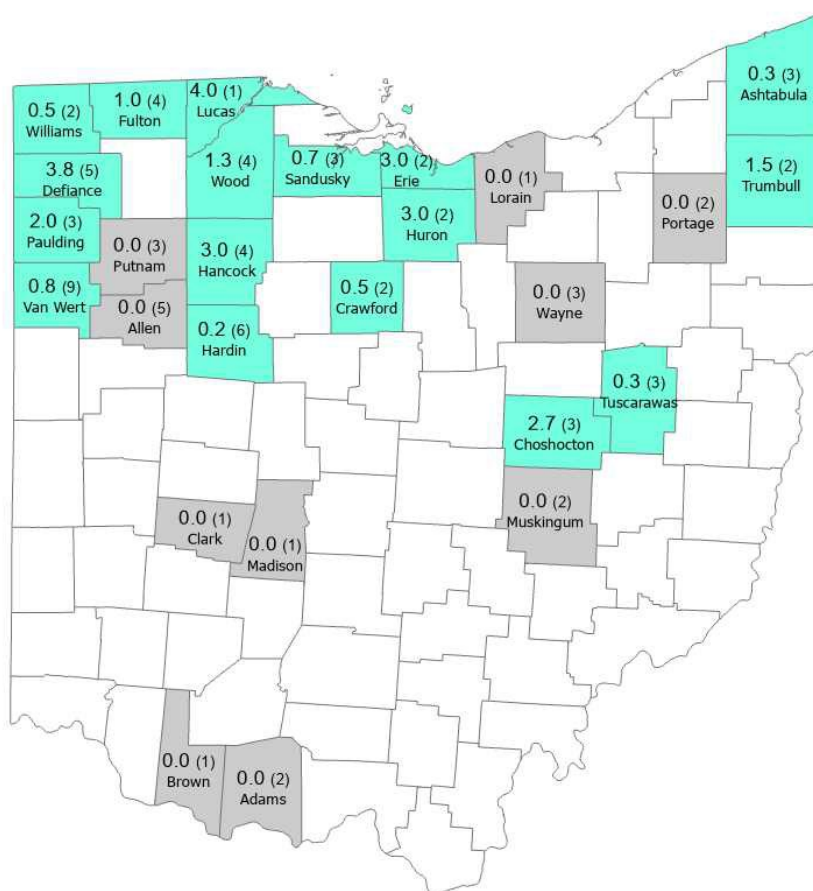 0.3 (3)
Ashtabula
4.0 (1)
Lucas
0.5 (2)
Williams
1.0 (4)
Fulton
1.3 (4)
Wood
0.7 (3)
Sandusky
3.0 (2)
Erie
0.0 (1)
Lorain
1.5 (2)
Trumbull
3.8 (5)
Defiance
0.0 (2)
Portage
2.0 (3)
Paulding
3.0 (2)
Huron
0.0 (3)
Putnam
3.0 (4)
Hancock
0.8 (9)
Van Wert
0.0 (5)
Allen
0.5 (2)
Crawford
0.0 (3)
Wayne
0.2 (6)
Hardin
0.3 (3)
Tuscarawas
2.7 (3)
Choshocton
0.0 (1)
Clark
0.0 (1)
Madison
0.0 (2)
Muskingum
0.0 (1)
Brown
0.0 (2)
Adams